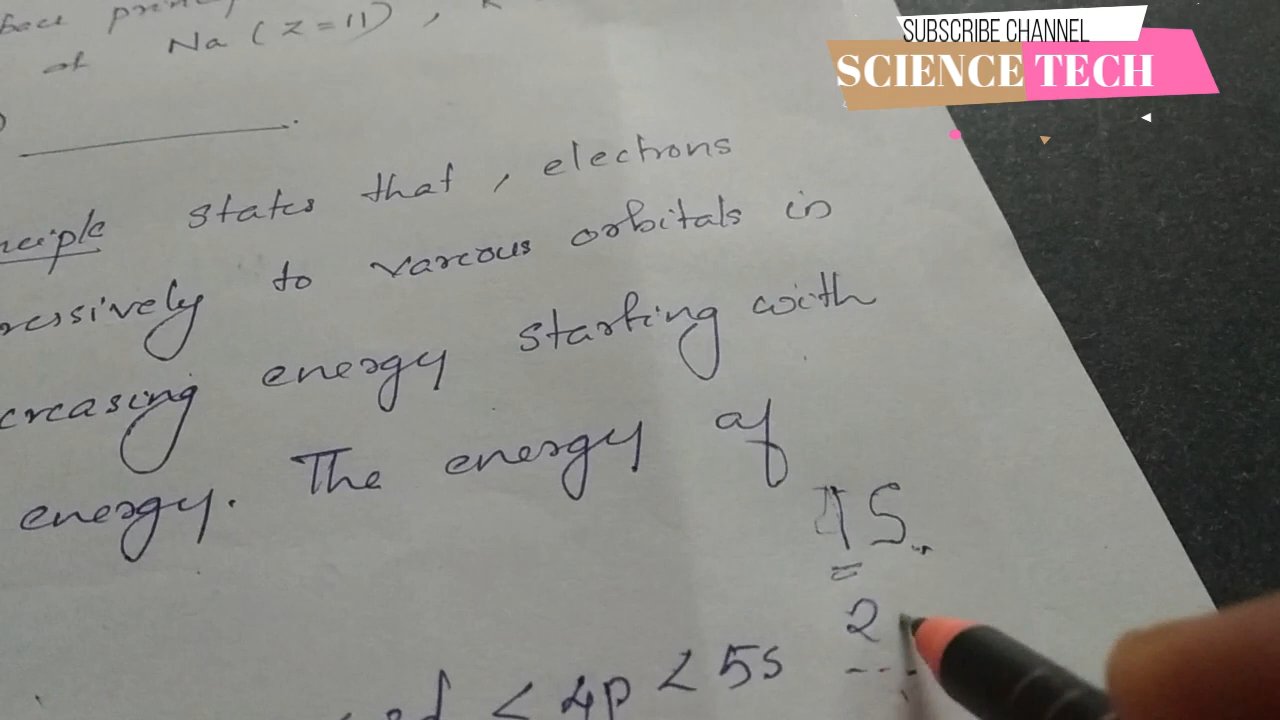 SUBSCRIBE CHANNEL
SCIENCE TECH
of Na (Z=11),
states that, electrons
to various orbitals in
energy starting with
energy. The energy of
1S
2
< 4p < 5s